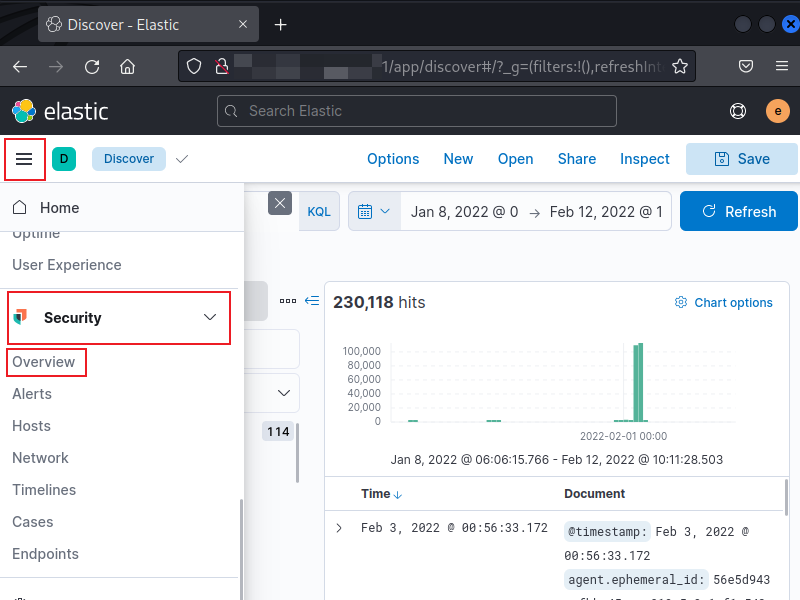 Discover - Elastic
1/app/discover#/?_g=(filters:!(),refreshInte
elastic
Search Elastic
e
D
Discover
Options
New
Open
Share
Inspect
Save
Home
KQL
Jan 8, 2022 @ 0 → Feb 12, 2022 @ 1
Refresh
Uptime
User Experience
Security
Overview
Alerts
Hosts
Network
Timelines
Cases
Endpoints
114
230,118 hits
Chart options
100,000
80,000
60,000
40,000
20,000
0
2022-02-01 00:00
Jan 8, 2022 @ 06:06:15.766 - Feb 12, 2022 @ 10:11:28.503
Time
Document
Feb 3, 2022 @ 00:56:33.172
@timestamp: Feb 3, 2022 @
00:56:33.172
agent.ephemeral_id: 56e5d943